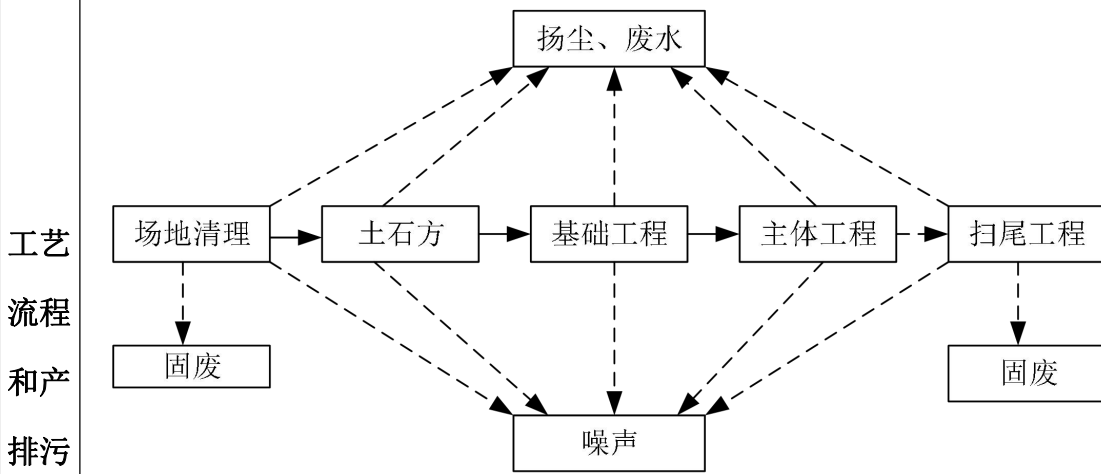 扬尘、废水
场地清理
土石方
基础工程
主体工程
扫尾工程
固废
固废
噪声
工艺
流程
和产
排污